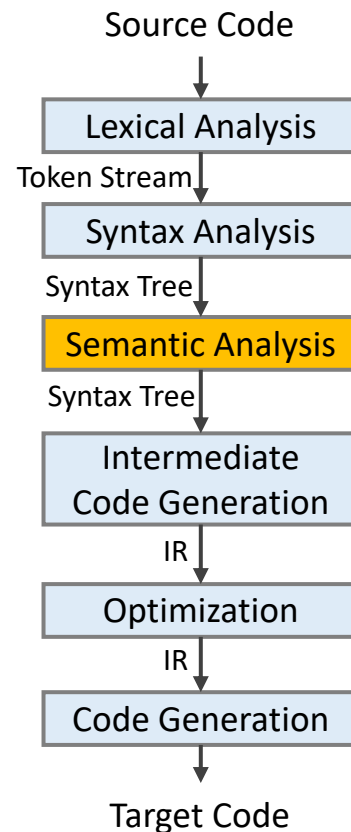 Source Code
Lexical Analysis
Token Stream
Syntax Analysis
Syntax Tree
Semantic Analysis
Syntax Tree
Intermediate
Code Generation
IR
Optimization
IR
Code Generation
Target Code